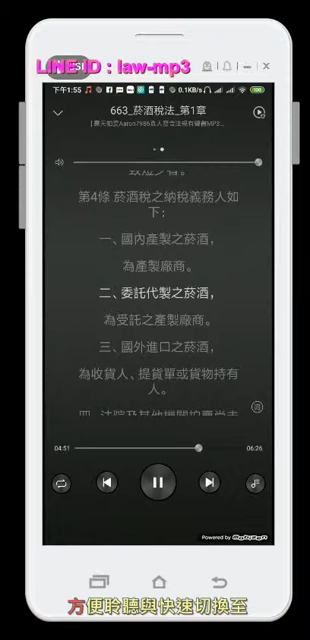 LINE ID：law-mp3
下午1:55
0.1KB/s
663_菸酒稅法_第1章
第4條 菸酒稅之納稅義務人如
下：
一、國內產製之菸酒，
為產製廠商。
二、委託代製之菸酒，
為受託之產製廠商。
三、國外進口之菸酒，
為收貨人、提貨單或貨物持有
人。
04:51
06:26
Powered by
方便聆聽與快速切換至